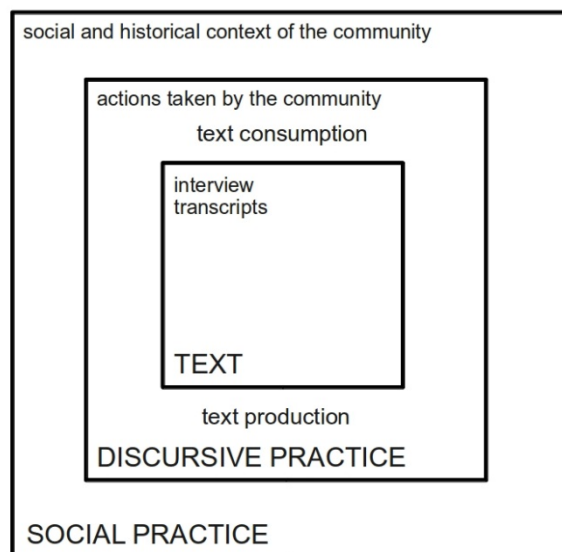 social and historical context of the community
actions taken by the community
text consumption
interview
transcripts
TEXT
text production
DISCURSIVE PRACTICE
SOCIAL PRACTICE